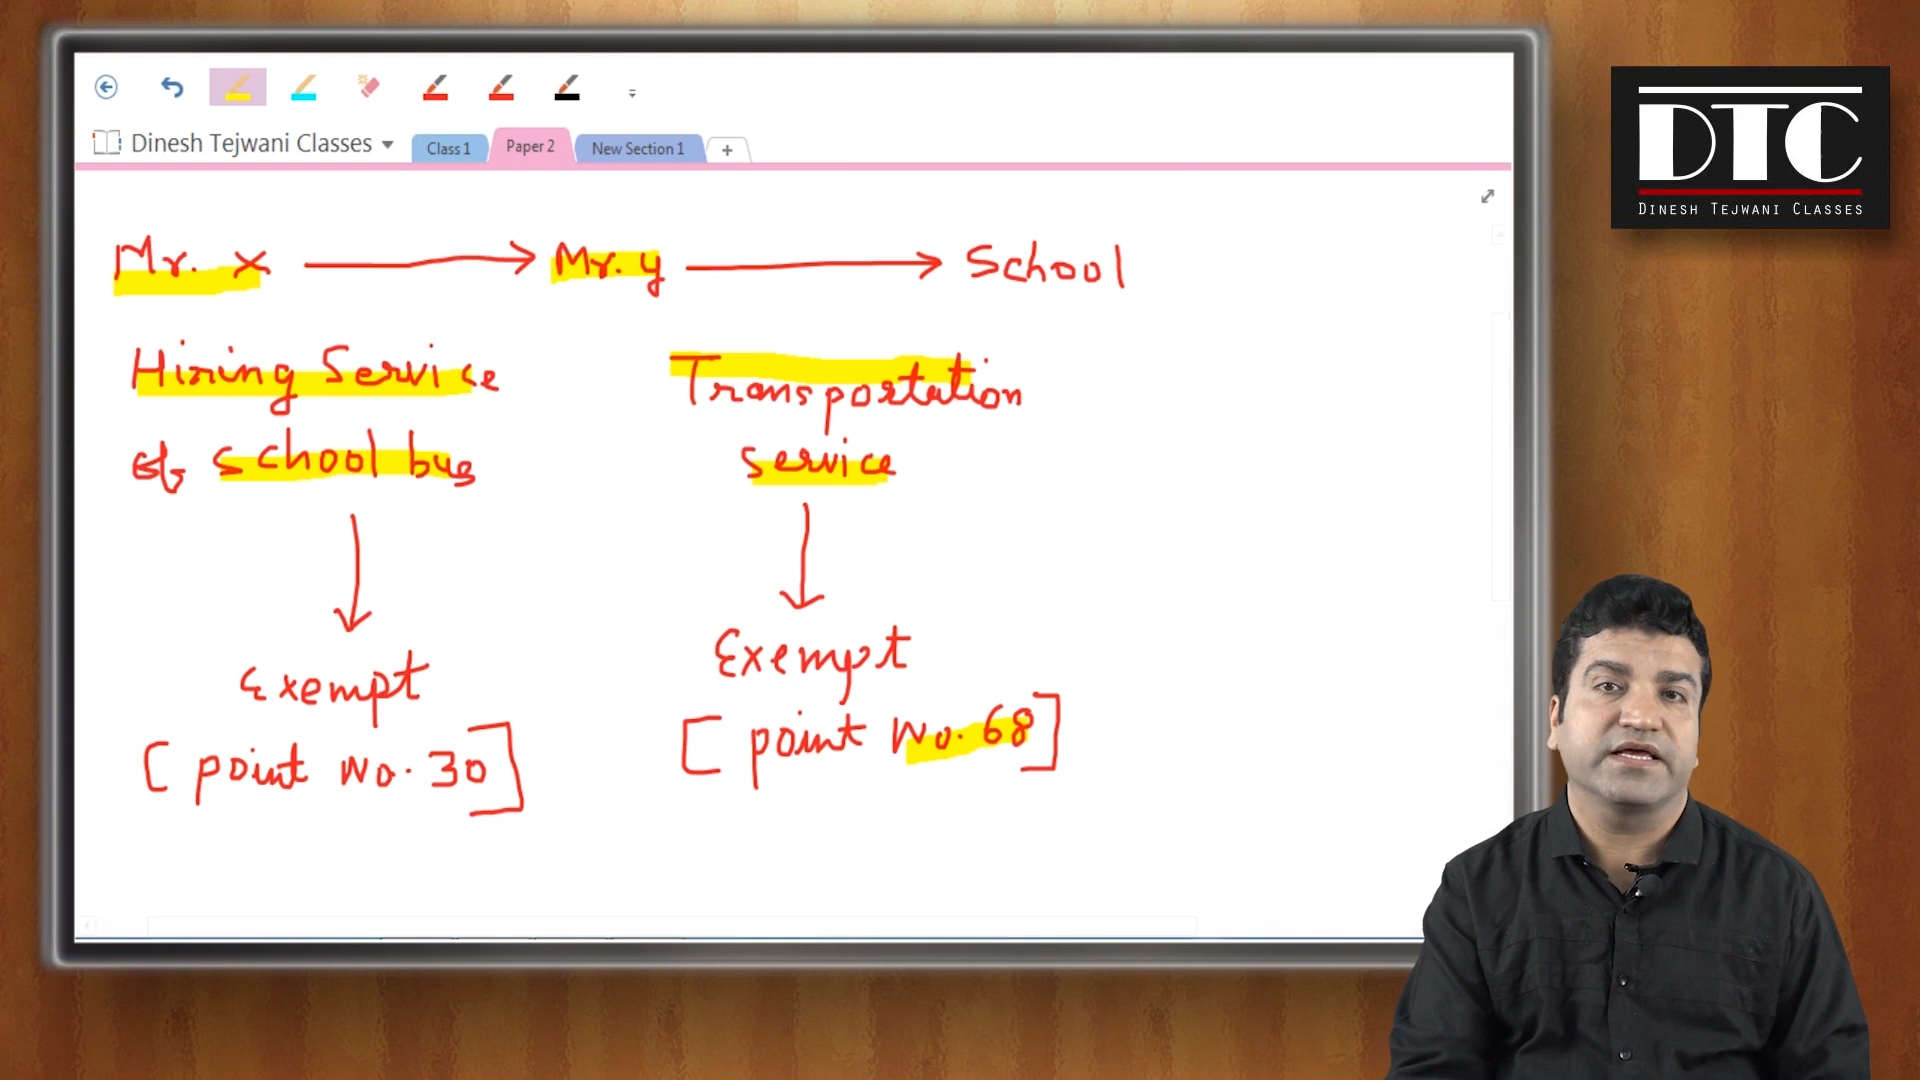 Dinesh Tejwani Classes
Class 1
Paper 2
New Section 1
+
DTC
DINESH TEJWANI CLASSES
Mr. x → Mr. y → School
Hiring Service
of school bus
Transportation
service
Exempt
[point No. 30]
Exempt
[point No. 68]